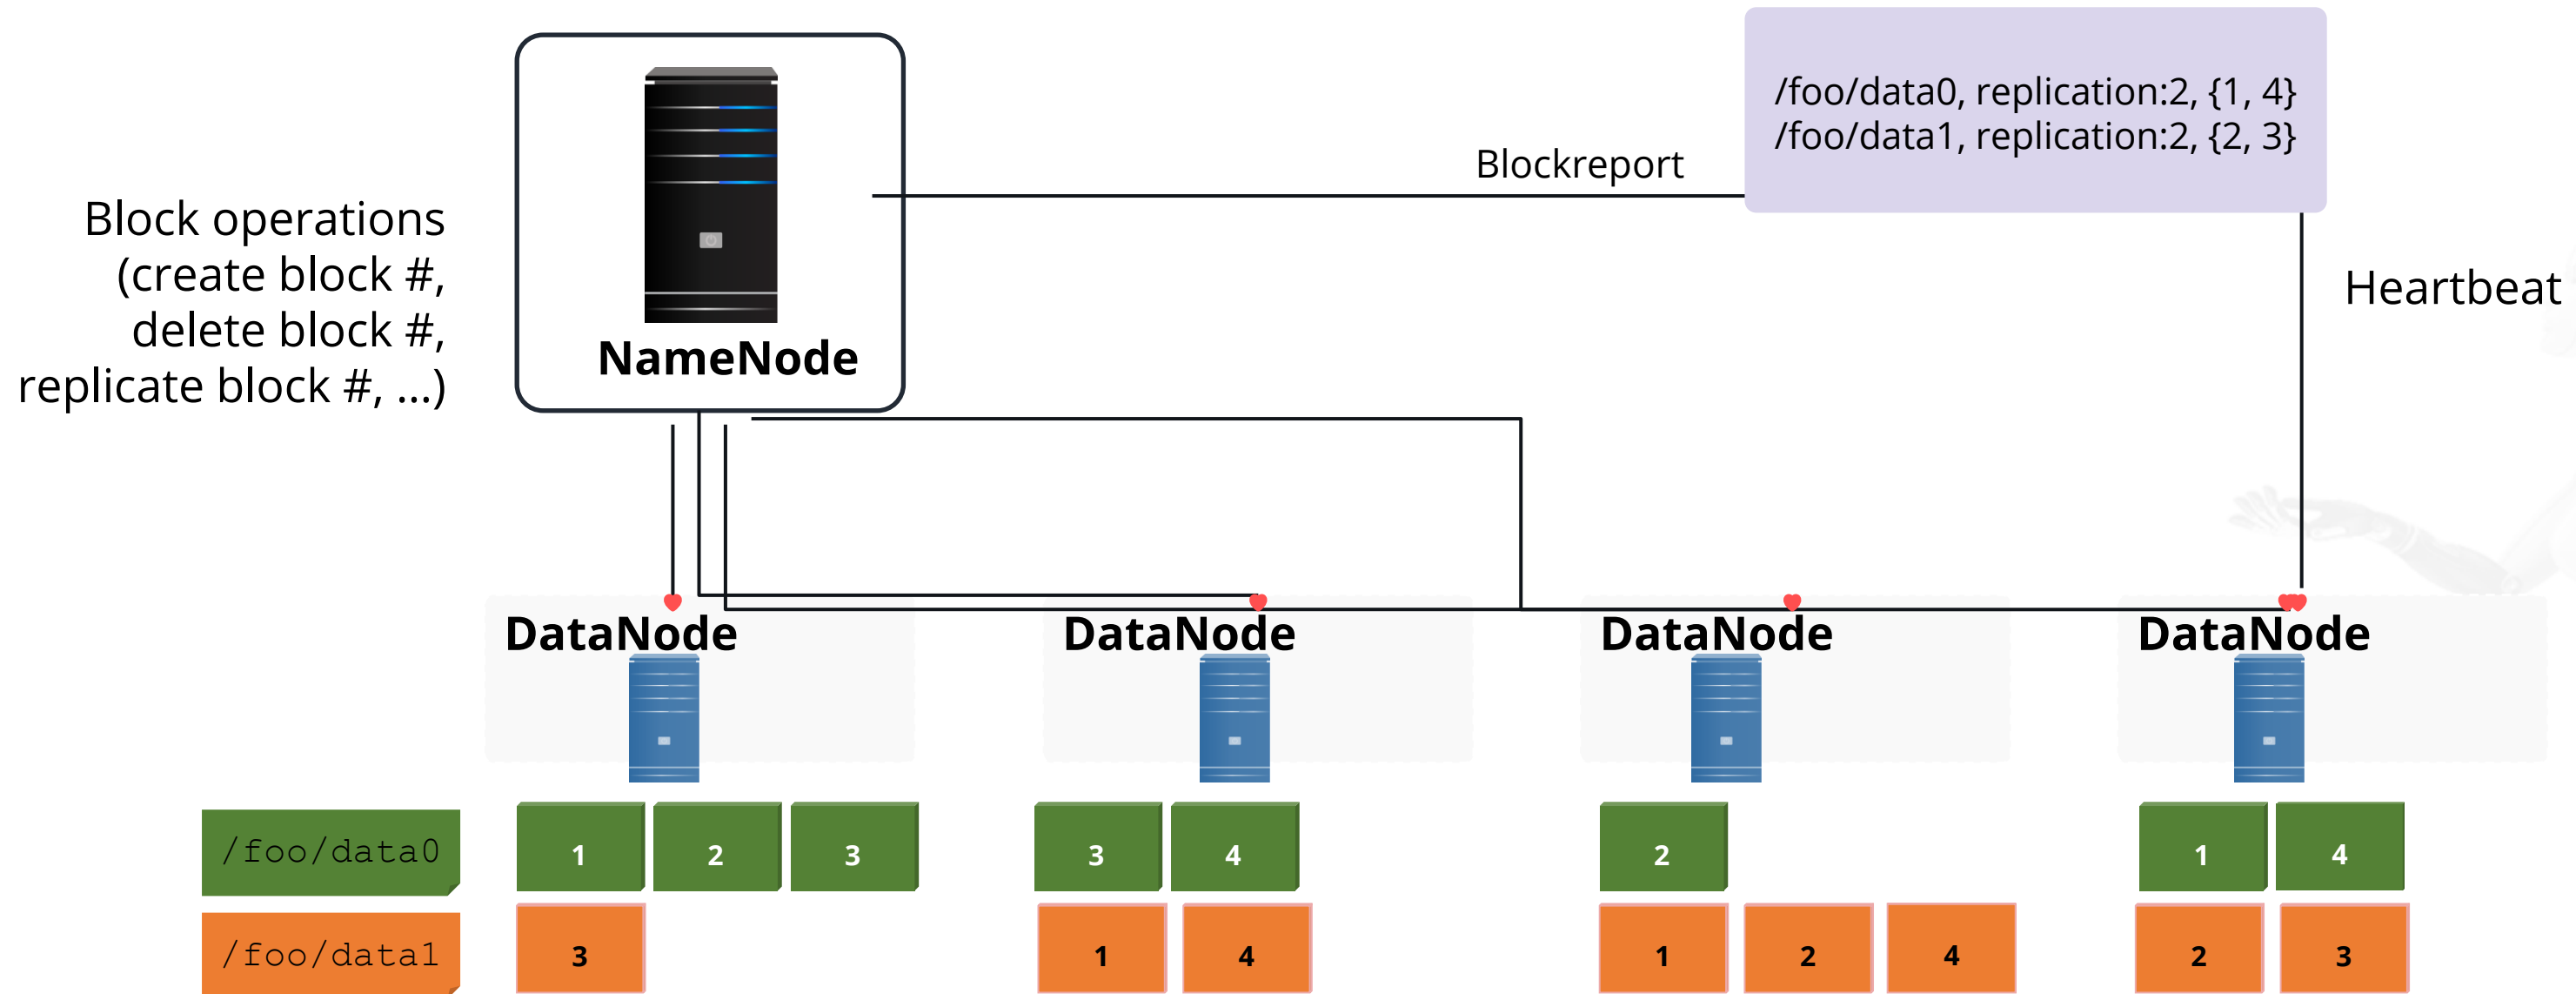 /foo/data0, replication:2, {1, 4}
/foo/data1, replication:2, {2, 3}
Blockreport
Block operations
(create block #,
delete block #,
replicate block #, ...)
Heartbeat
NameNode
DataNode DataNode DataNode DataNode
/foo/data0 1 2 3 3 4 2 1 4
/foo/data1 3 1 4 1 2 4 2 3